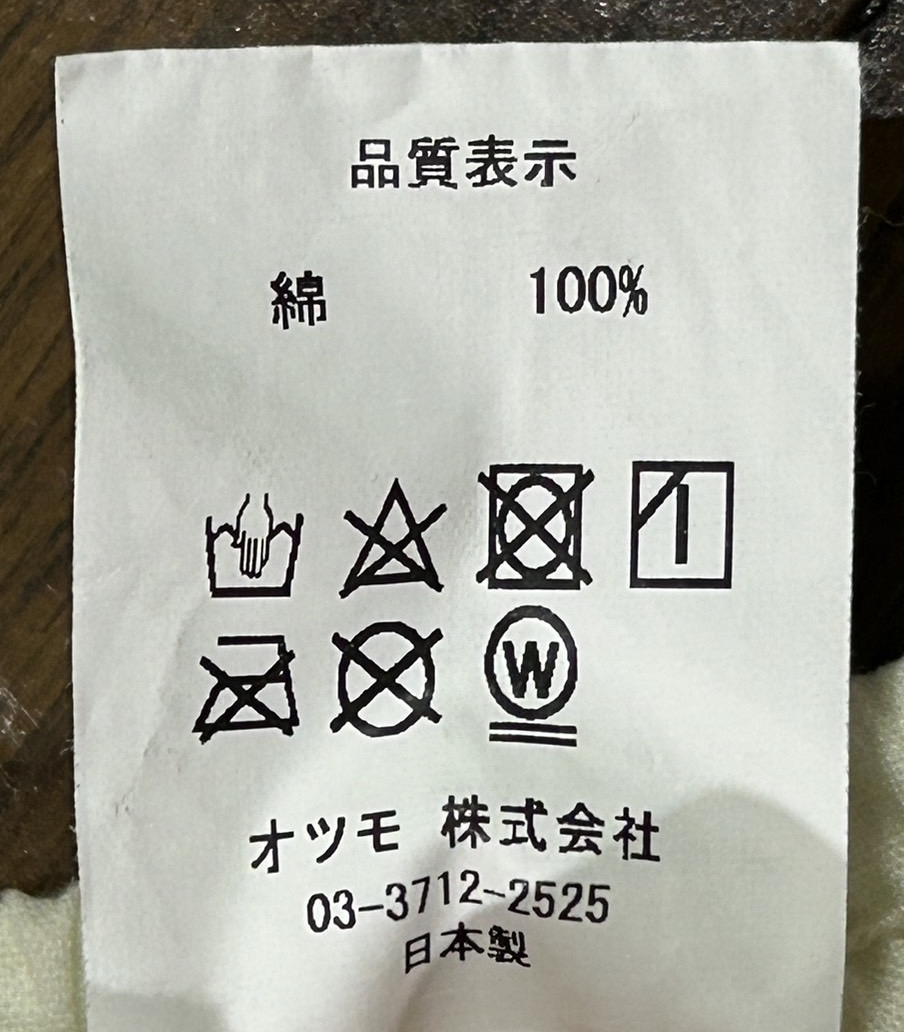 品質表示
綿 100%
W
オツモ 株式会社
03-3712-2525
日本製